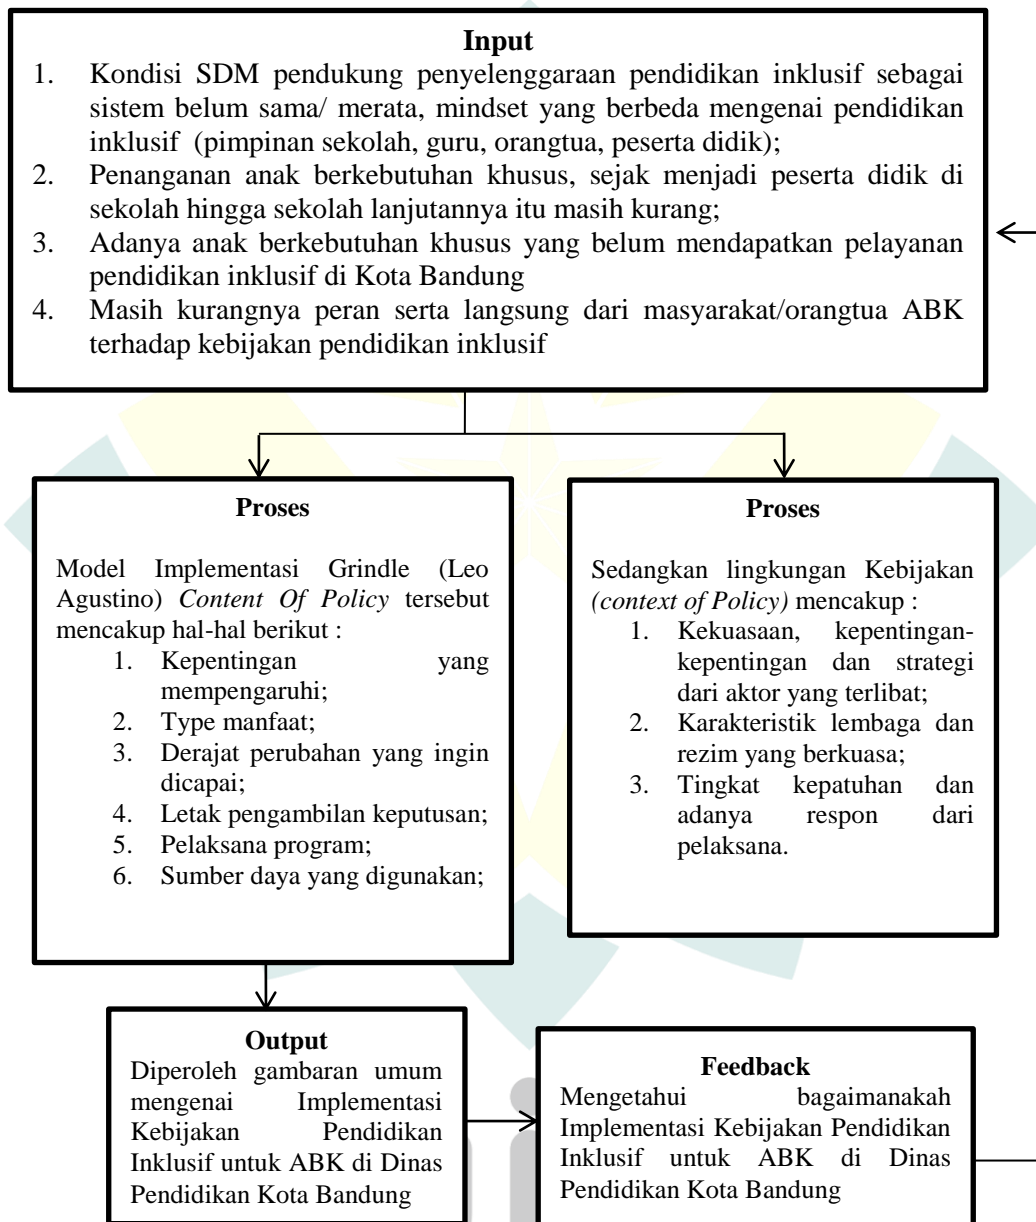 Input
1. Kondisi SDM pendukung penyelenggaraan pendidikan inklusif sebagai
sistem belum sama/ merata, mindset yang berbeda mengenai pendidikan
inklusif (pimpinan sekolah, guru, orangtua, peserta didik);
2. Penanganan anak berkebutuhan khusus, sejak menjadi peserta didik di
sekolah hingga sekolah lanjutannya itu masih kurang;
3. Adanya anak berkebutuhan khusus yang belum mendapatkan pelayanan
pendidikan inklusif di Kota Bandung
4. Masih kurangnya peran serta langsung dari masyarakat/orangtua ABK
terhadap kebijakan pendidikan inklusif
Proses
Model Implementasi Grindle (Leo
Agustino) Content Of Policy tersebut
mencakup hal-hal berikut :
1. Kepentingan yang
mempengaruhi;
2. Type manfaat;
3. Derajat perubahan yang ingin
dicapai;
4. Letak pengambilan keputusan;
5. Pelaksana program;
6. Sumber daya yang digunakan;
Proses
Sedangkan lingkungan Kebijakan
(context of Policy) mencakup :
1. Kekuasaan, kepentingan-
kepentingan dan strategi
dari aktor yang terlibat;
2. Karakteristik lembaga dan
rezim yang berkuasa;
3. Tingkat kepatuhan dan
adanya respon dari
pelaksana.
Output
Diperoleh gambaran umum
mengenai Implementasi
Kebijakan Pendidikan
Inklusif untuk ABK di Dinas
Pendidikan Kota Bandung
Feedback
Mengetahui bagaimanakah
Implementasi Kebijakan Pendidikan
Inklusif untuk ABK di Dinas
Pendidikan Kota Bandung